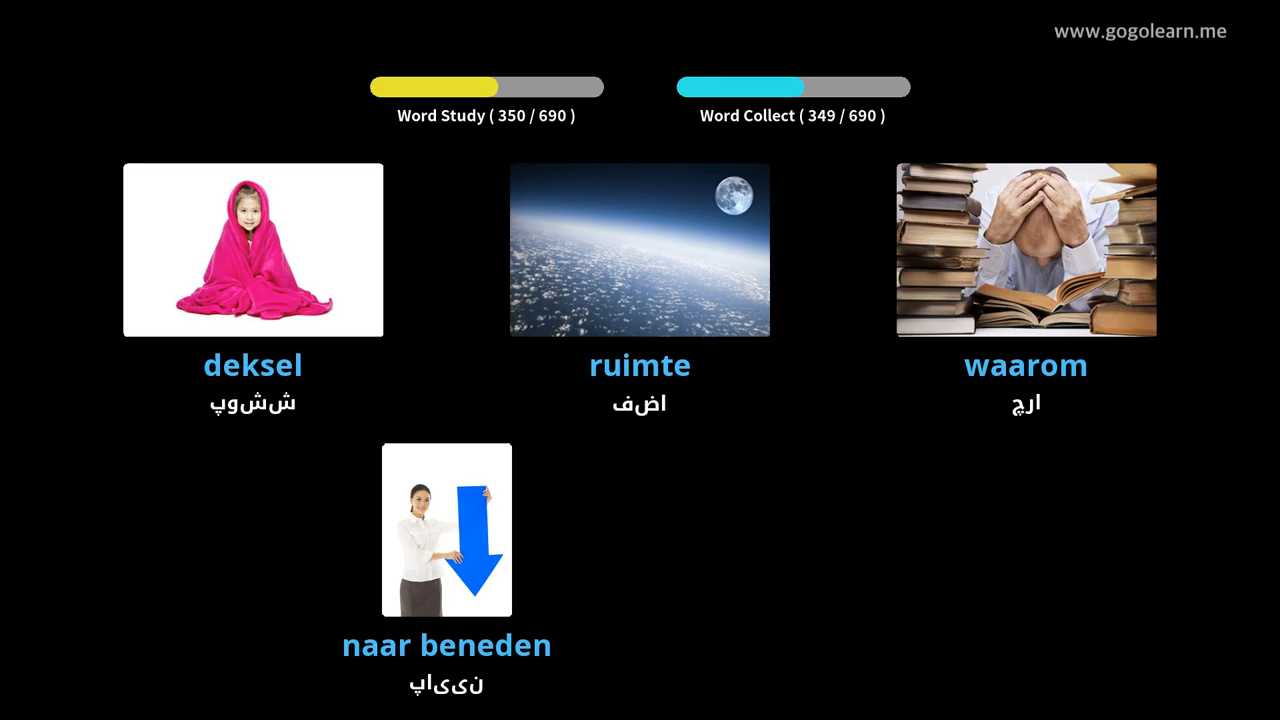 www.gogolearn.me
Word Study ( 350 / 690 )
Word Collect ( 349 / 690 )
deksel
ششوپ
ruimte
اضف
waarom
ارچ
naar beneden
نییاپ